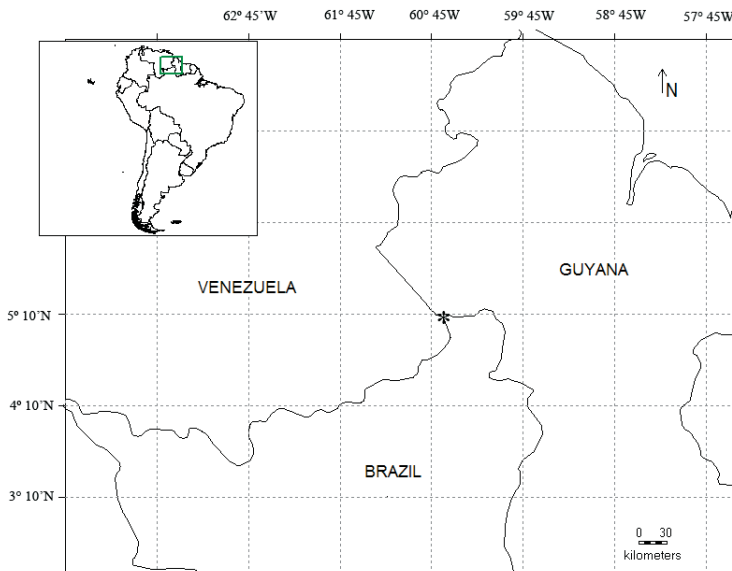 62° 45W 61° 45 W 60° 45W 59° 45W 58° 45W 57° 45W
N
VENEZUELA
GUYANA
5° 10´N
4° 10´N
BRAZIL
3° 10´N
0 30
kilometers